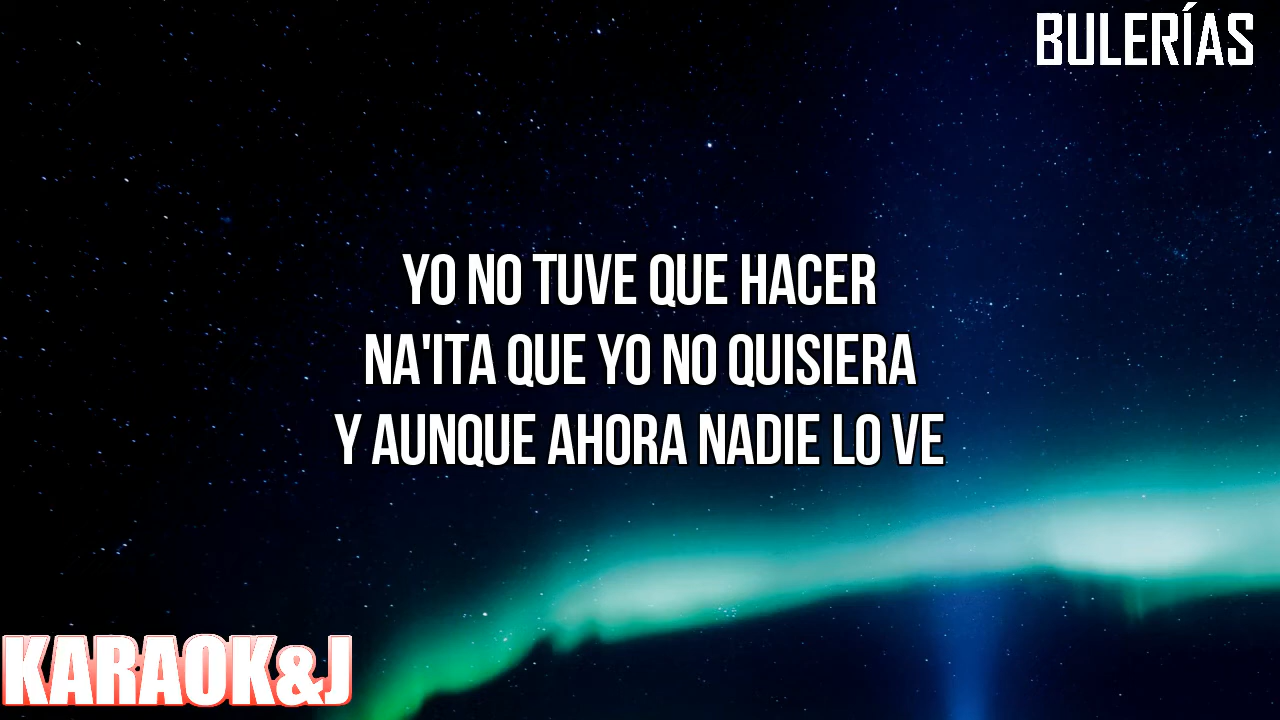 BULERÍAS
YO NO TUVE QUE HACER
NA'ITA QUE YO NO QUISIERA
Y AUNQUE AHORA NADIE LO VE
KARAOK&J